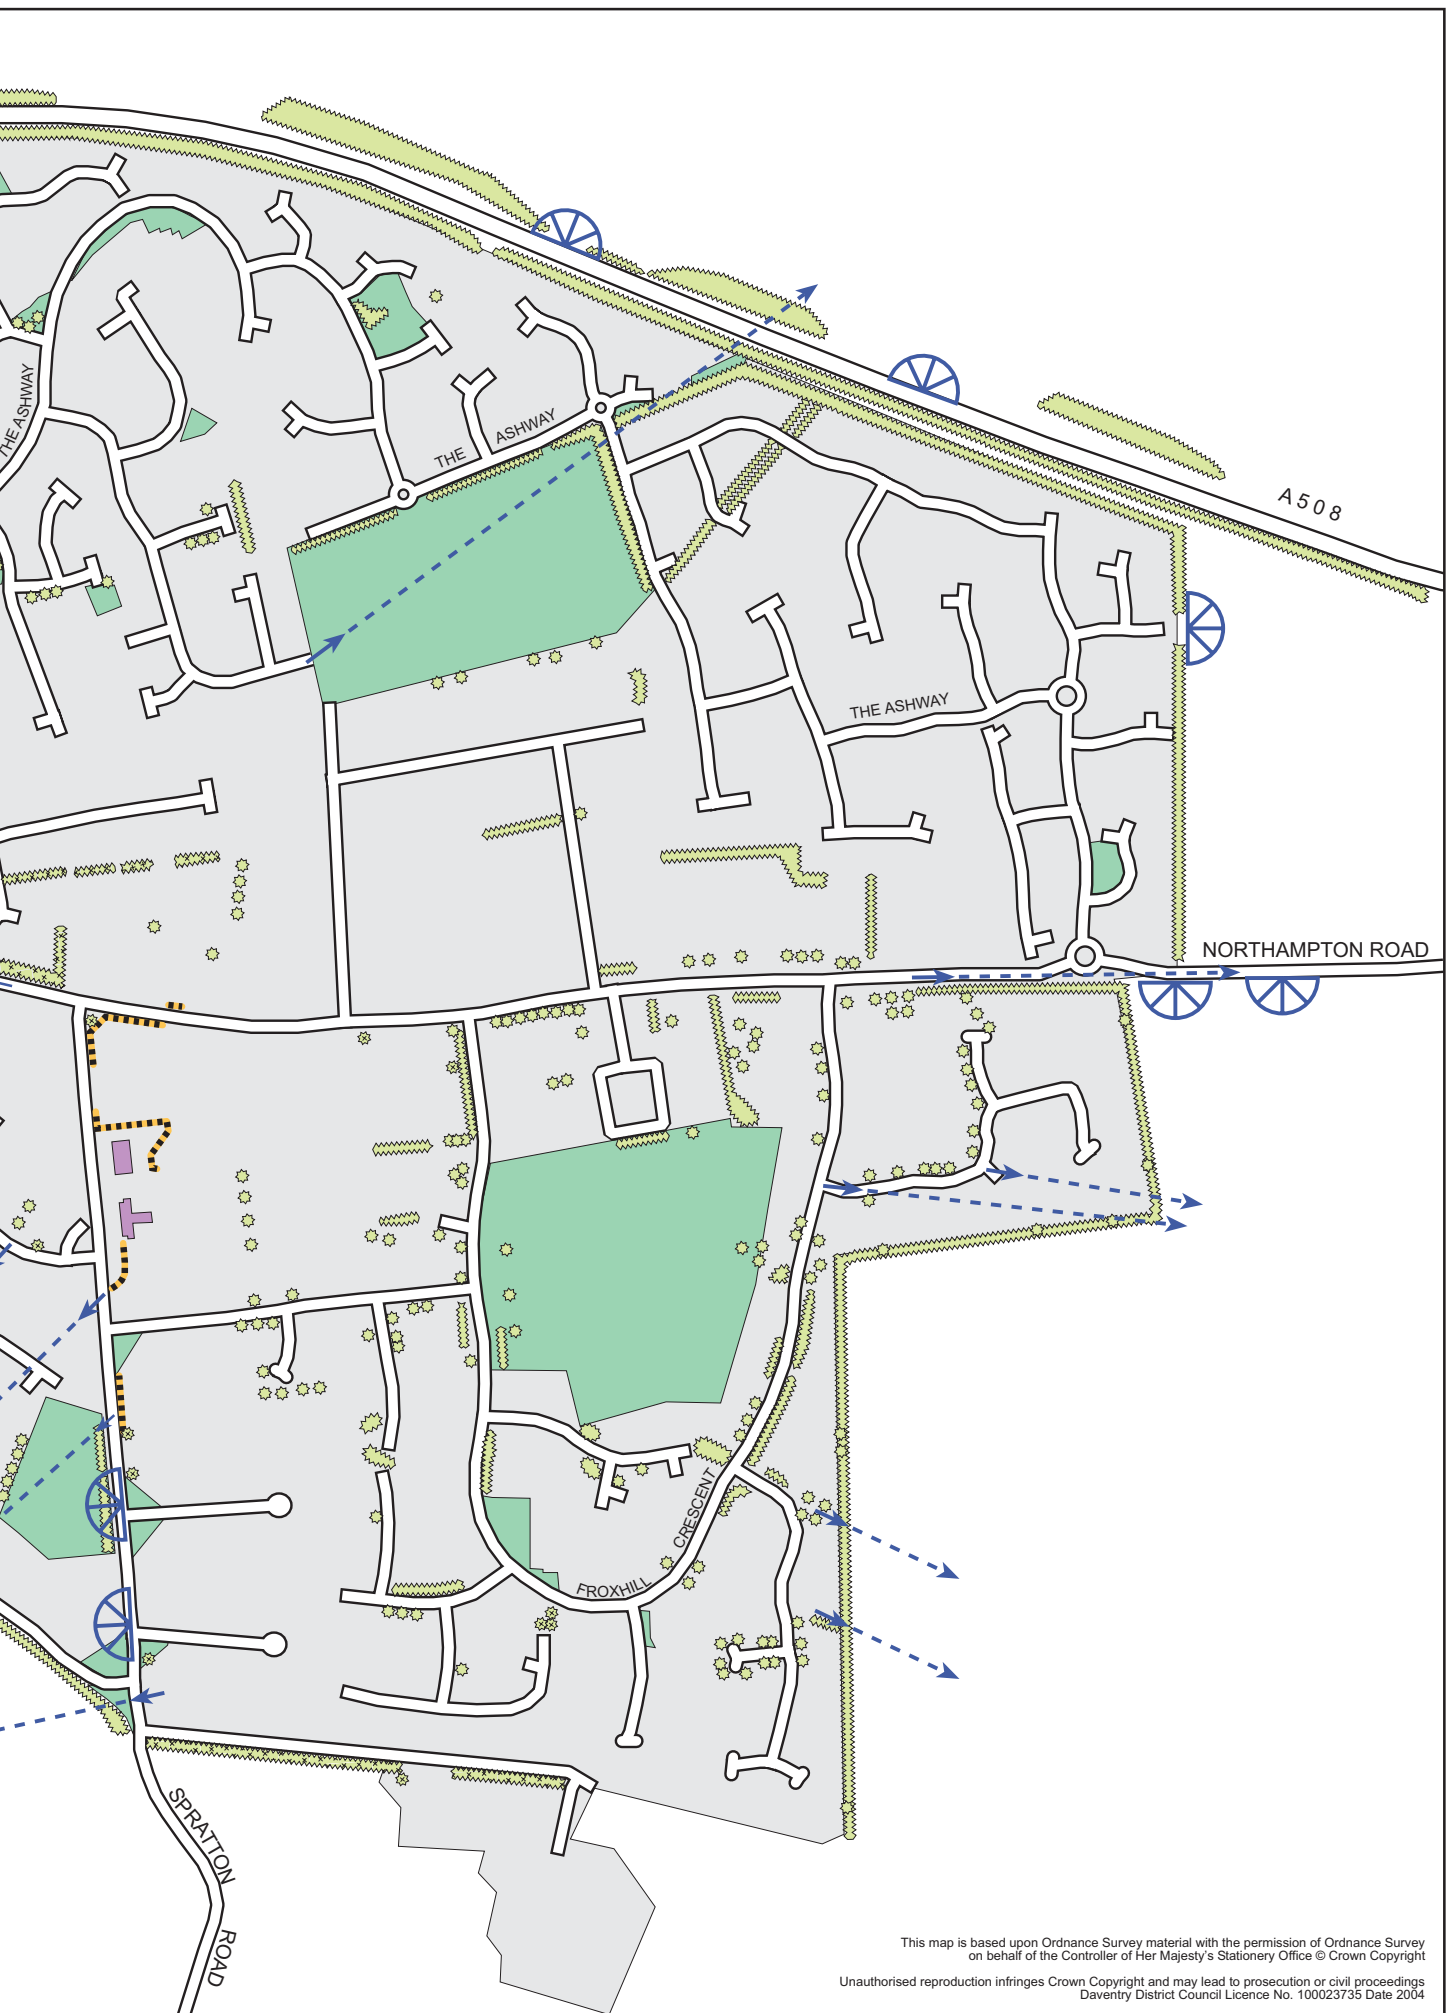 A508
THE ASHWAY
THE ASHWAY
THE ASHWAY
NORTHAMPTON ROAD
FROXHILL CRESCENT
SPRATTON ROAD
This map is based upon Ordnance Survey material with the permission of Ordnance Survey
on behalf of the Controller of Her Majesty's Stationery Office © Crown Copyright
Unauthorised reproduction infringes Crown Copyright and may lead to prosecution or civil proceedings
Daventry District Council Licence No. 100023735 Date 2004